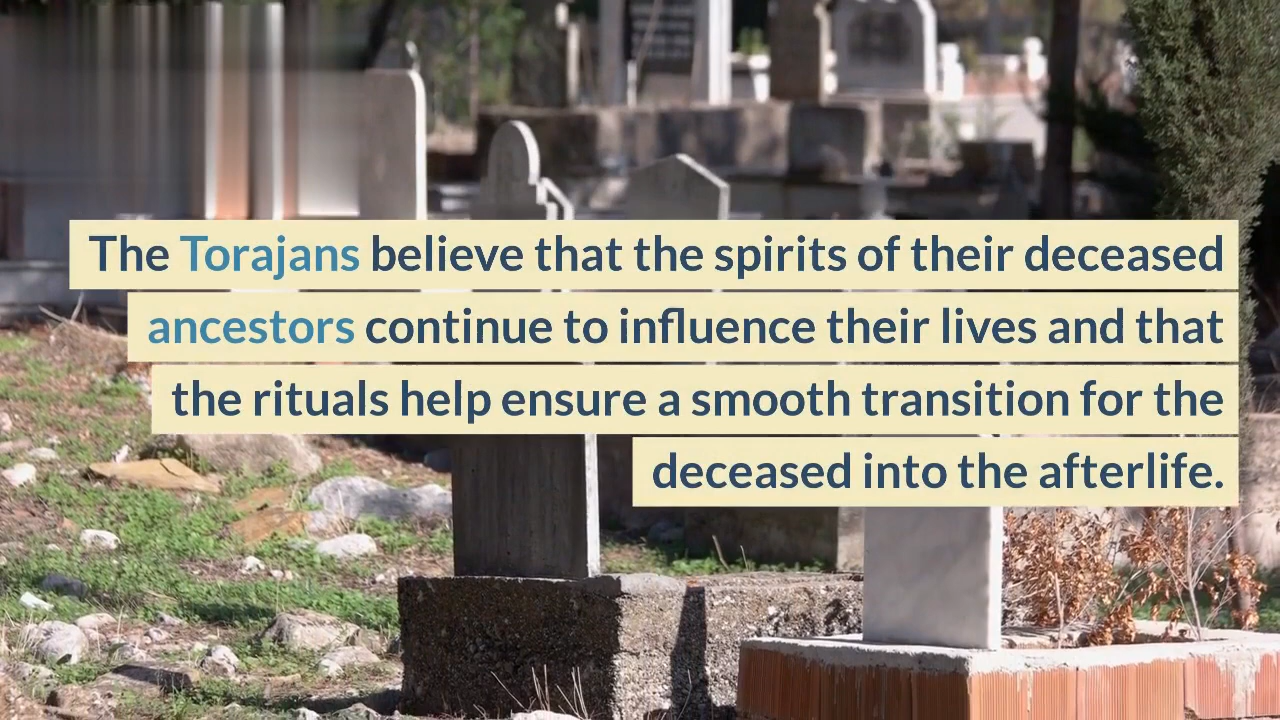 The Torajans believe that the spirits of their deceased
ancestors continue to influence their lives and that
the rituals help ensure a smooth transition for the
deceased into the afterlife.